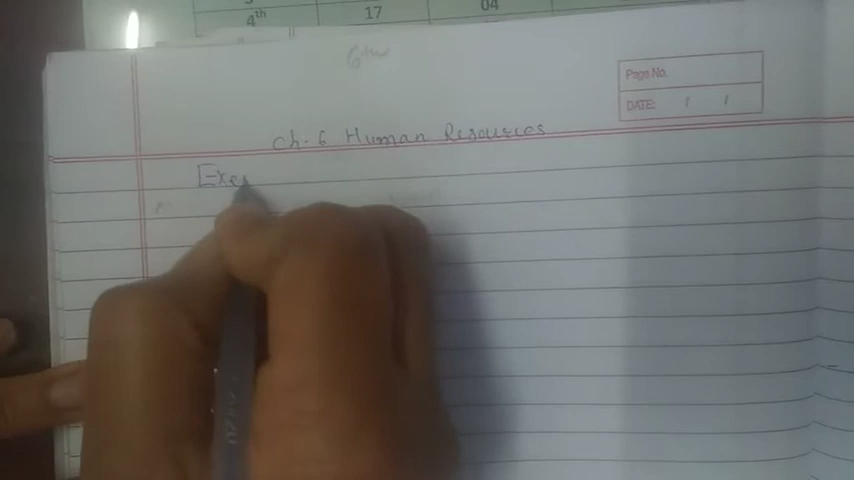 4th 17 04
Page No.
DATE: / /
Ch. 6 Human Resources
Exer